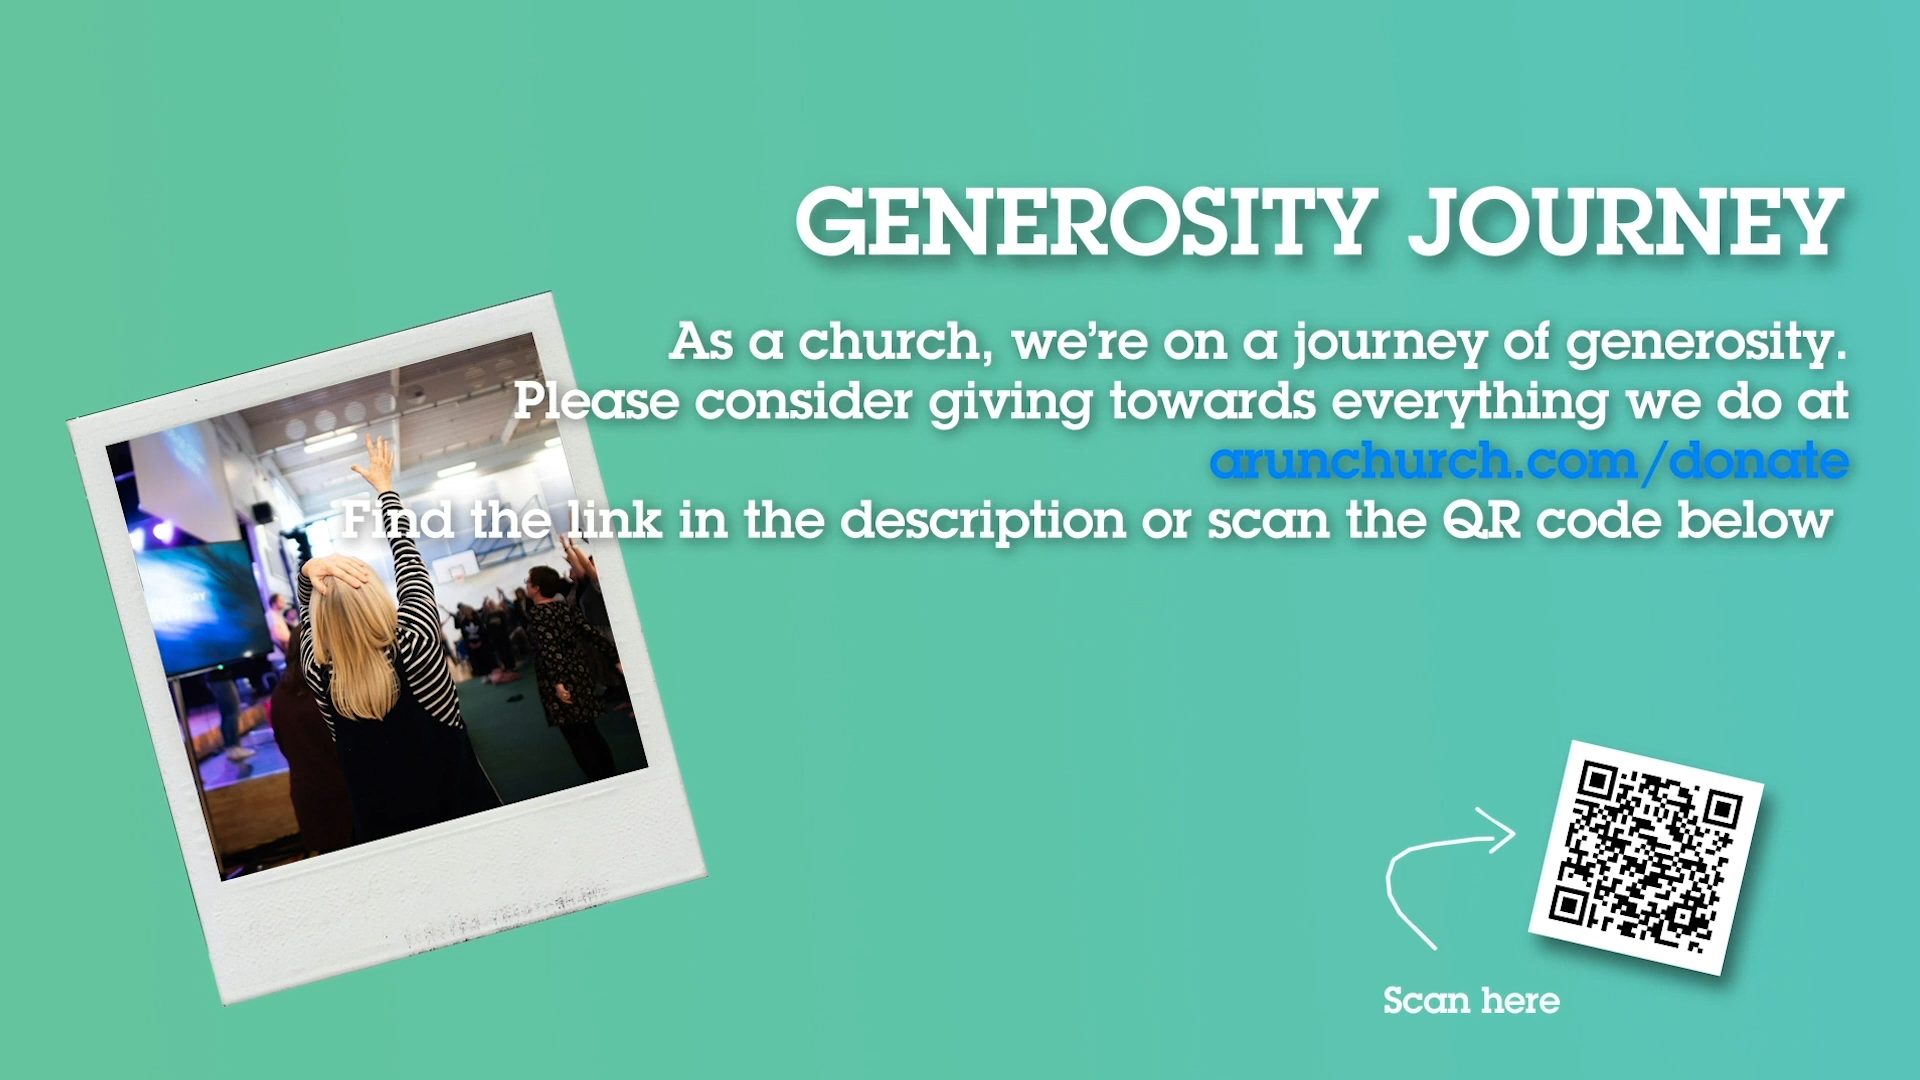 GENEROSITY JOURNEY
As a church, we're on a journey of generosity.
Please consider giving towards everything we do at
arunchurch.com/donate
Find the link in the description or scan the QR code below
Scan here